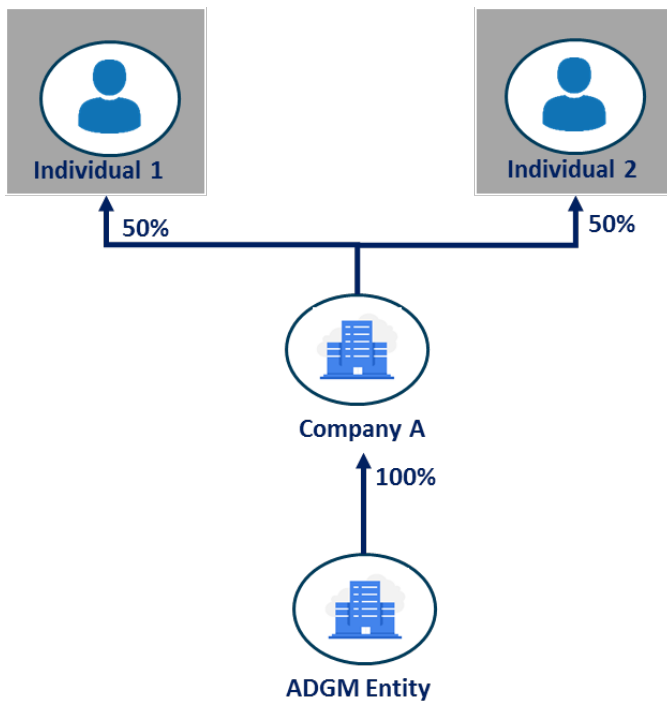 Individual 1
Individual 2
50%
50%
Company A
100%
ADGM Entity